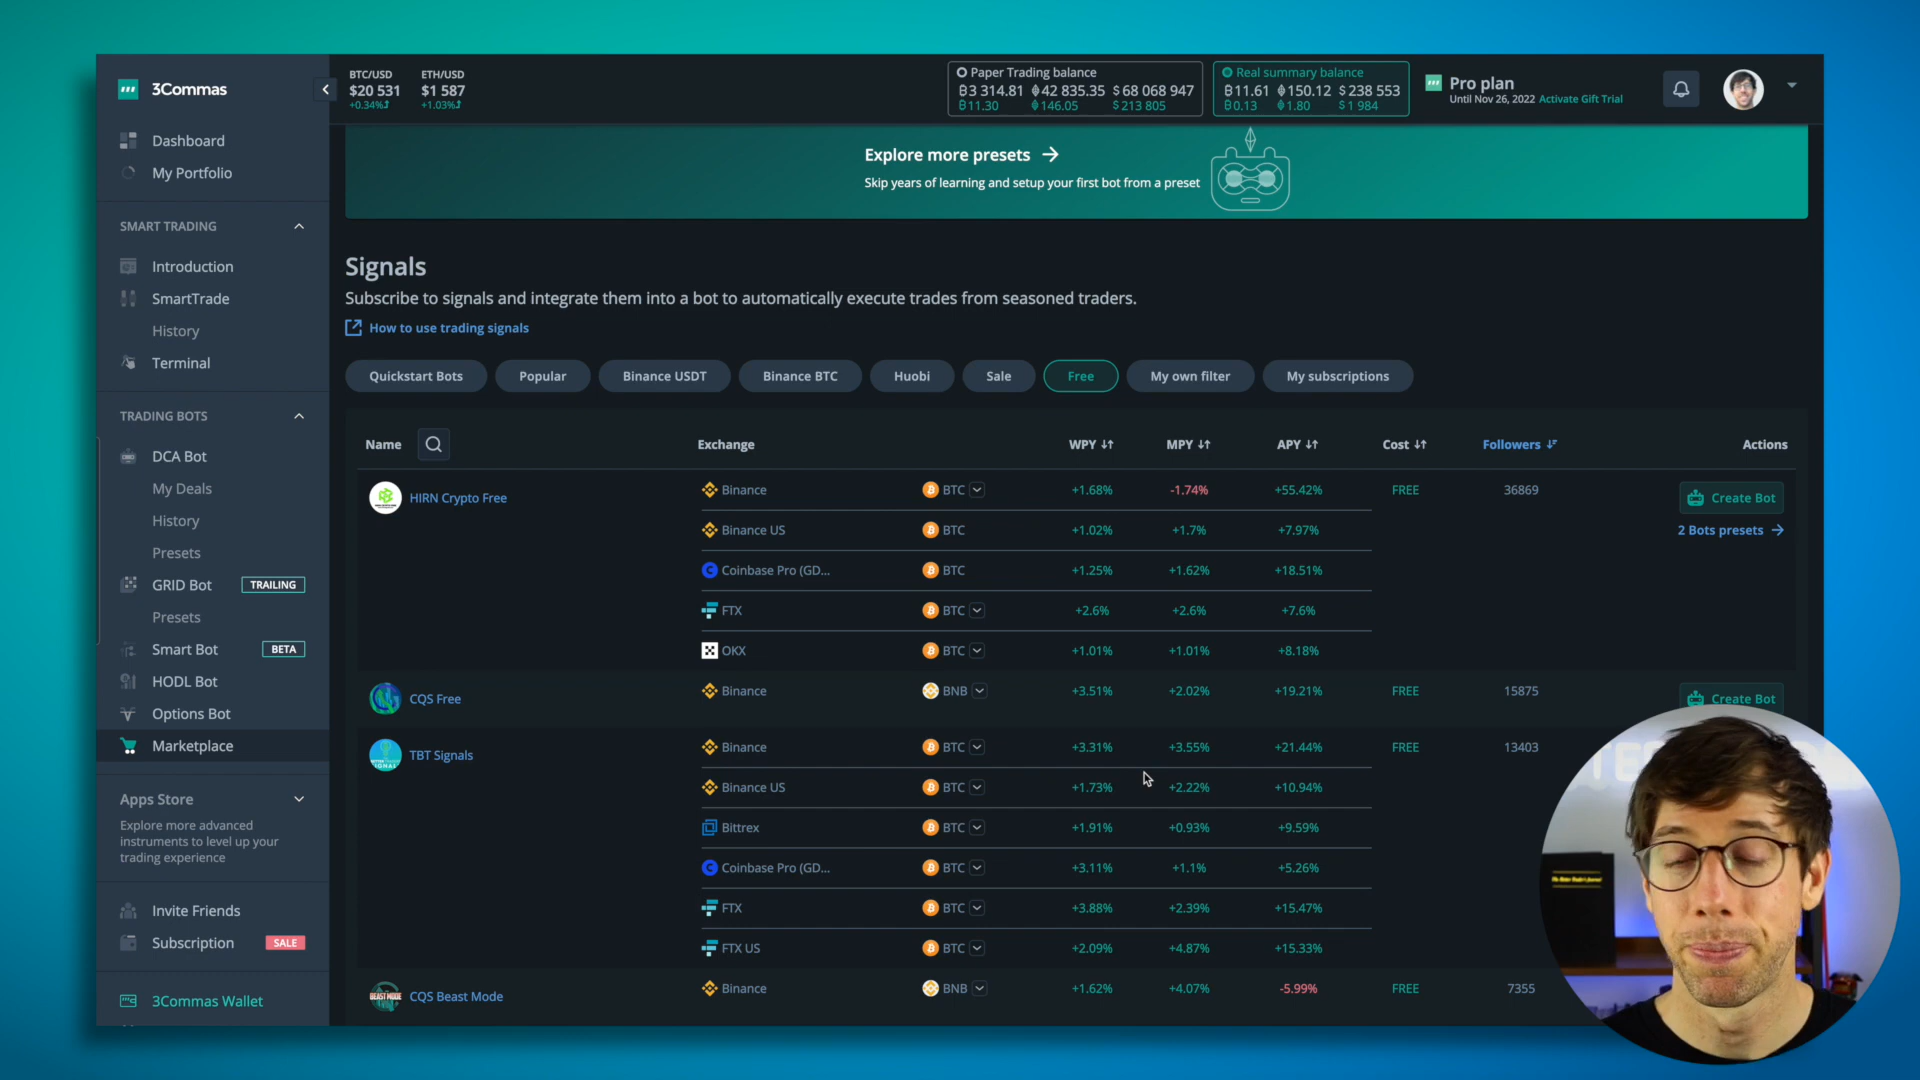 3Commas
BTC/USD
$20 531
+0.34%
ETH/USD
$1 587
+1.03%
Paper Trading balance
₿3 314.81 42 835.35 $68 068 947
₿11.30 146.05 $213 805
Real summary balance
₿11.61 150.12 $238 553
₿0.13 1.80 $1 984
Pro plan
Until Nov 26, 2022 Activate Gift Trial
Dashboard
My Portfolio
SMART TRADING
Introduction
SmartTrade
History
Terminal
TRADING BOTS
DCA Bot
My Deals
History
Presets
GRID Bot TRAILING
Presets
Smart Bot BETA
HODL Bot
Options Bot
Marketplace
Apps Store
Explore more advanced
instruments to level up your
trading experience
Invite Friends
Subscription SALE
3Commas Wallet
Explore more presets →
Skip years of learning and setup your first bot from a preset
Signals
Subscribe to signals and integrate them into a bot to automatically execute trades from seasoned traders.
How to use trading signals
Quickstart Bots Popular Binance USDT Binance BTC Huobi Sale Free My own filter My subscriptions
Name Exchange WPY MPY APY Cost Followers Actions
HIRN Crypto Free Binance BTC +1.68% -1.74% +55.42% FREE 36869 Create Bot
Binance US BTC +1.02% +1.7% +7.97% 2 Bots presets →
Coinbase Pro (GD... BTC +1.25% +1.62% +18.51%
FTX BTC +2.6% +2.6% +7.6%
OKX BTC +1.01% +1.01% +8.18%
CQS Free Binance BNB +3.51% +2.02% +19.21% FREE 15875 Create Bot
TBT Signals Binance BTC +3.31% +3.55% +21.44% FREE 13403
Binance US BTC +1.73% +2.22% +10.94%
Bittrex BTC +1.91% +0.93% +9.59%
Coinbase Pro (GD... BTC +3.11% +1.1% +5.26%
FTX BTC +3.88% +2.39% +15.47%
FTX US BTC +2.09% +4.87% +15.33%
BEAST MODE
CQS Beast Mode Binance BNB +1.62% +4.07% -5.99% FREE 7355